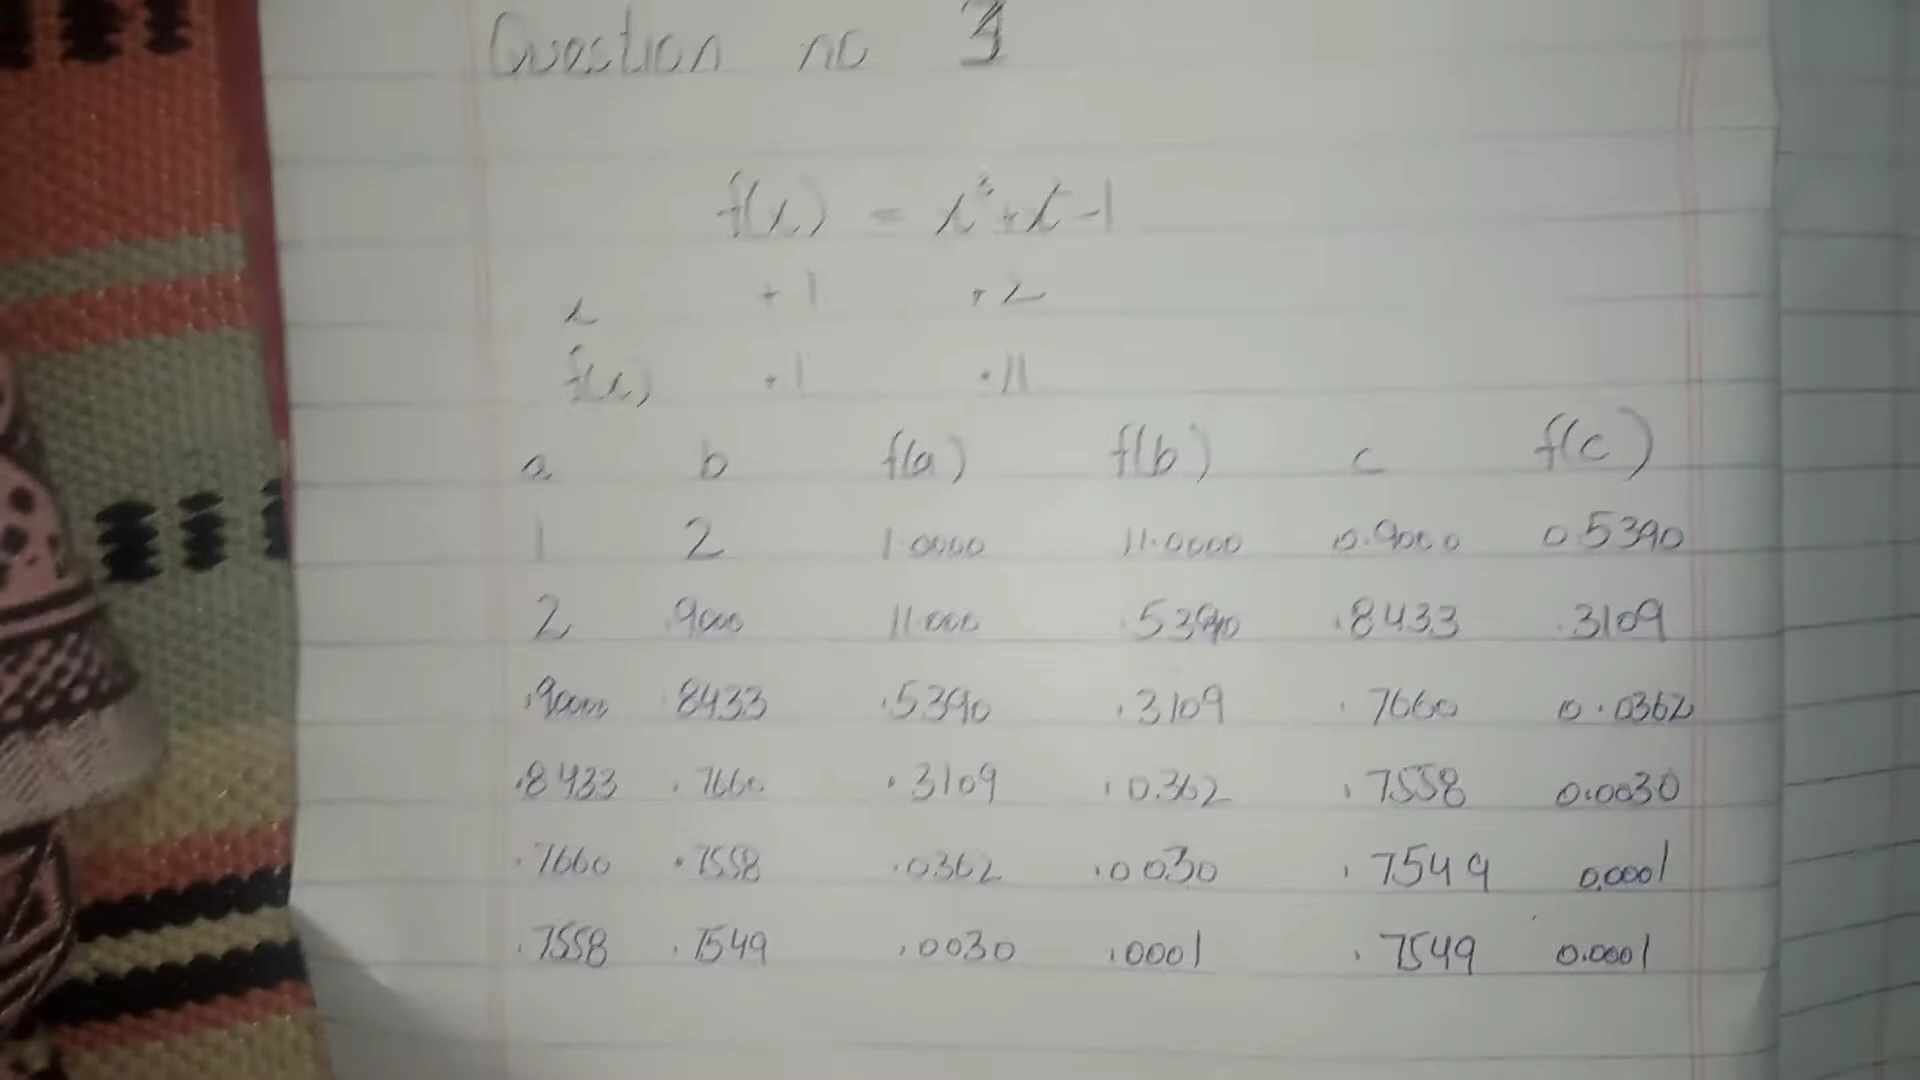 Question no 3
f(x) = x³+x²-1
x +1 +2
f(x) +1 +11
a b f(a) f(b) c f(c)
1 2 1.0000 11.0000 0.9000 0.5390
2 .9000 11.000 .5390 .8433 .3109
.9000 .8433 .5390 .3109 .7660 0.0362
.8433 .7660 .3109 .0362 .7558 0.0030
.7660 .7558 .0362 .0030 .7549 0.0001
.7558 .7549 .0030 .0001 .7549 0.0001